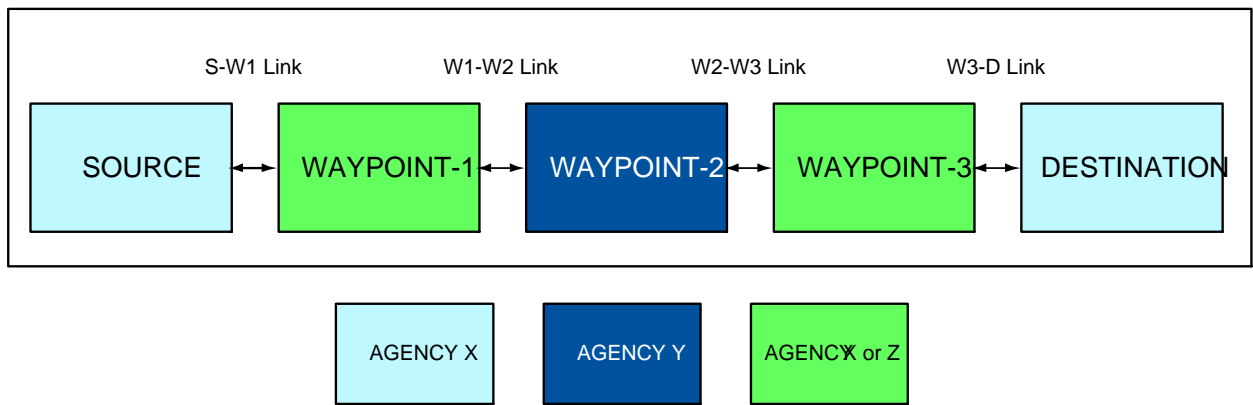 S-W1 Link W1-W2 Link W2-W3 Link W3-D Link
SOURCE WAYPOINT-1 WAYPOINT-2 WAYPOINT-3 DESTINATION
AGENCY X AGENCY Y AGENCY X or Z